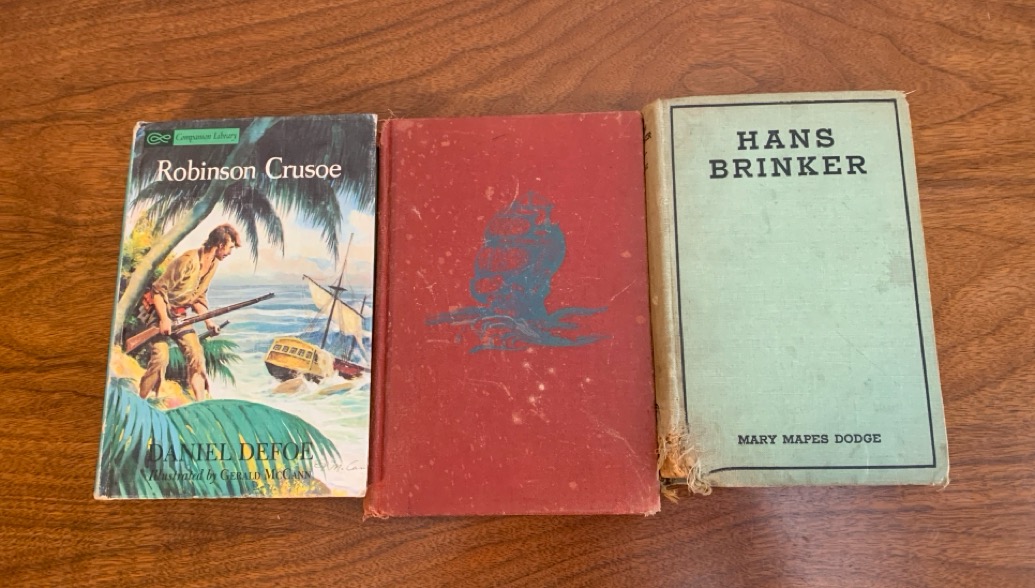 Companion Library
Robinson Crusoe
DANIEL DEFOE
Illustrated by GERALD MCCANN
HANS
BRINKER
MARY MAPES DODGE